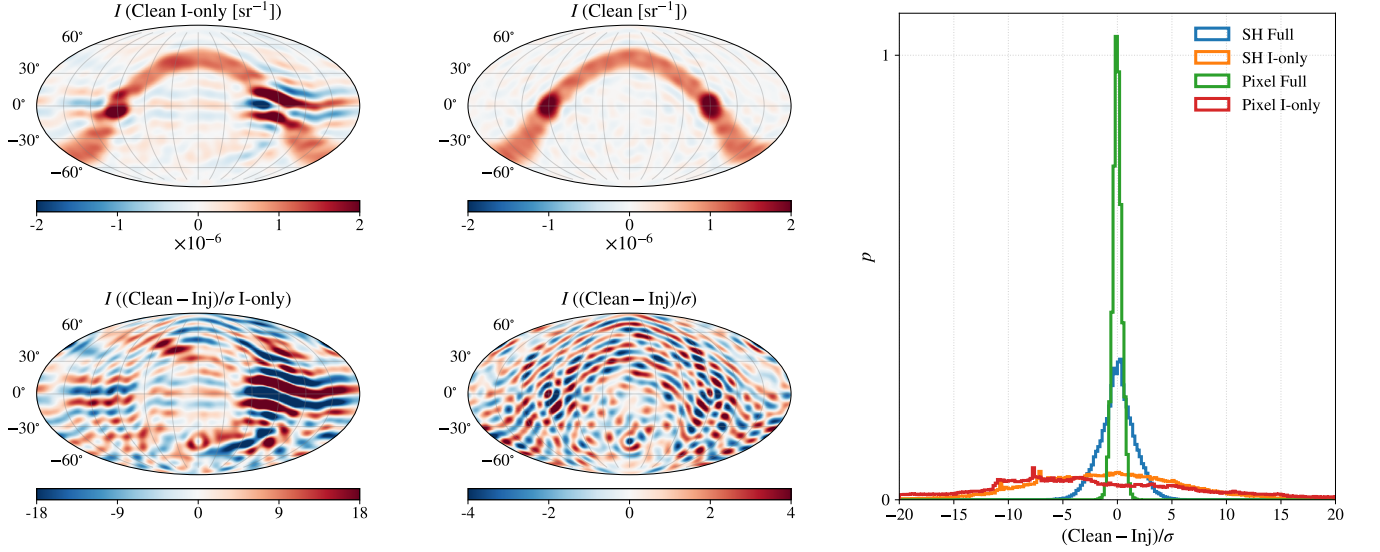 I (Clean I-only [sr⁻¹])
60°
30°
0°
−30°
−60°
-2 -1 0 1 2
×10⁻⁶
I (Clean [sr⁻¹])
60°
30°
0°
−30°
−60°
-2 -1 0 1 2
×10⁻⁶
I ((Clean − Inj)/σ I-only)
60°
30°
0°
−30°
−60°
-18 -9 0 9 18
I ((Clean − Inj)/σ)
60°
30°
0°
−30°
−60°
-4 -2 0 2 4
SH Full
SH I-only
Pixel Full
Pixel I-only
1
p
0
−20 −15 −10 −5 0 5 10 15 20
(Clean − Inj)/σ